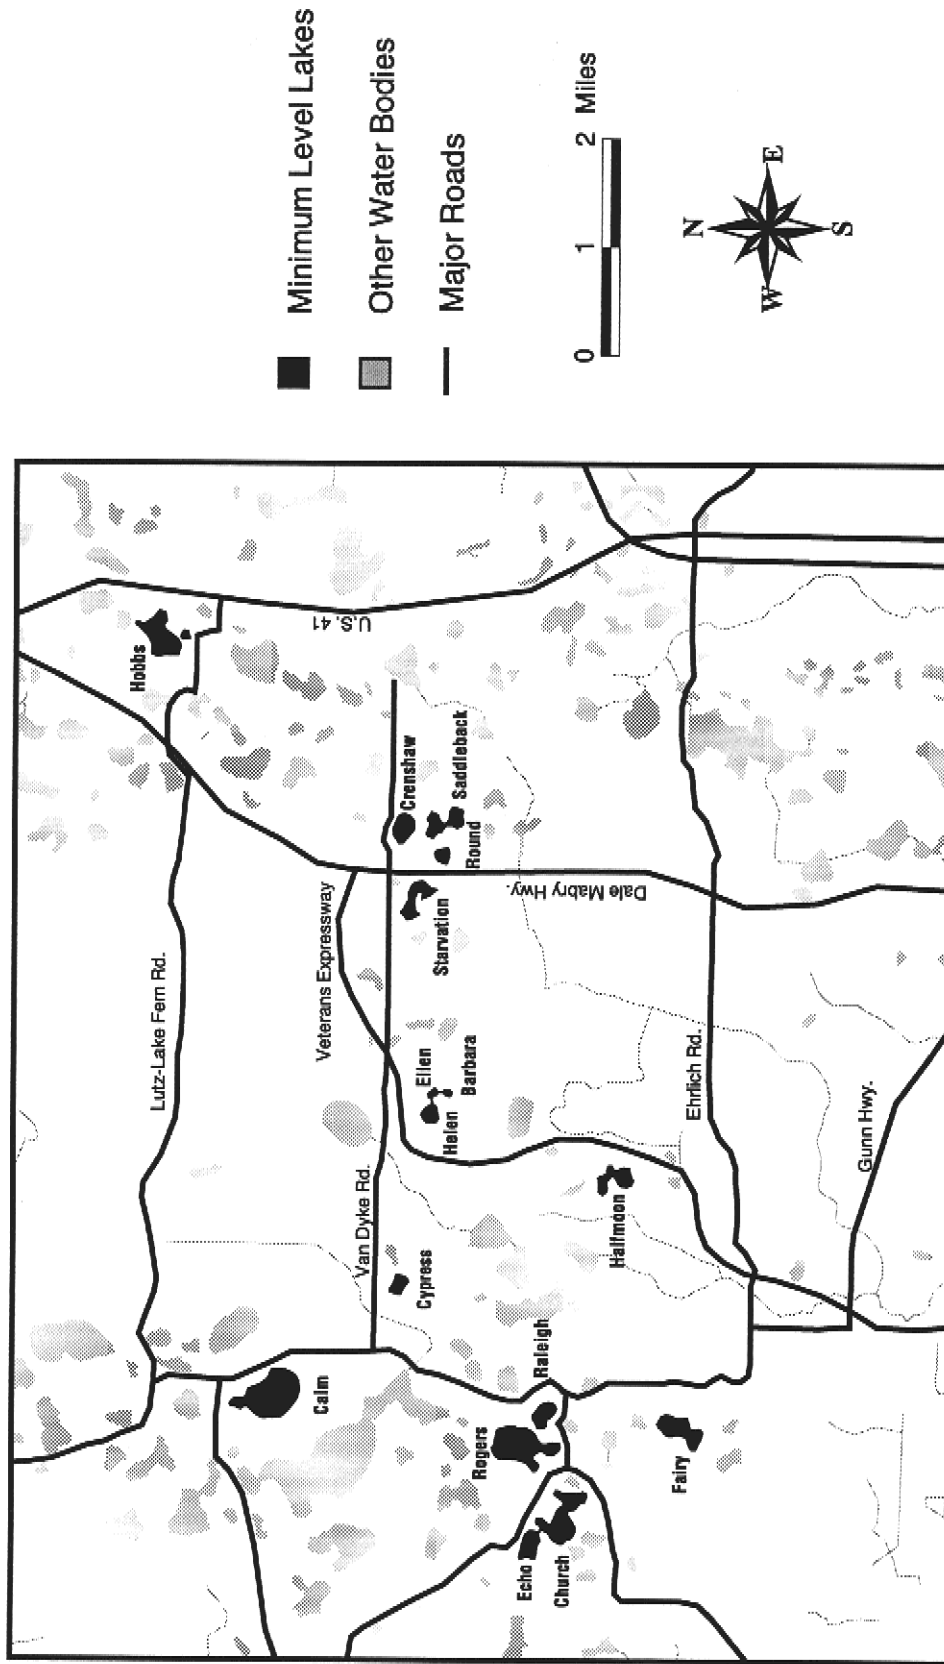 Minimum Level Lakes
Other Water Bodies
Major Roads
0 1 2 Miles
N
E
S
W
Hobbs
U.S. 41
Lutz-Lake Fern Rd.
Veterans Expressway
Crenshaw
Saddleback
Round
Starvation
Dale Mabry Hwy.
Ellen
Barbara
Helen
Ehrlich Rd.
Gunn Hwy.
Van Dyke Rd.
Halfmoon
Cypress
Calm
Raleigh
Rogers
Fairy
Echo
Church